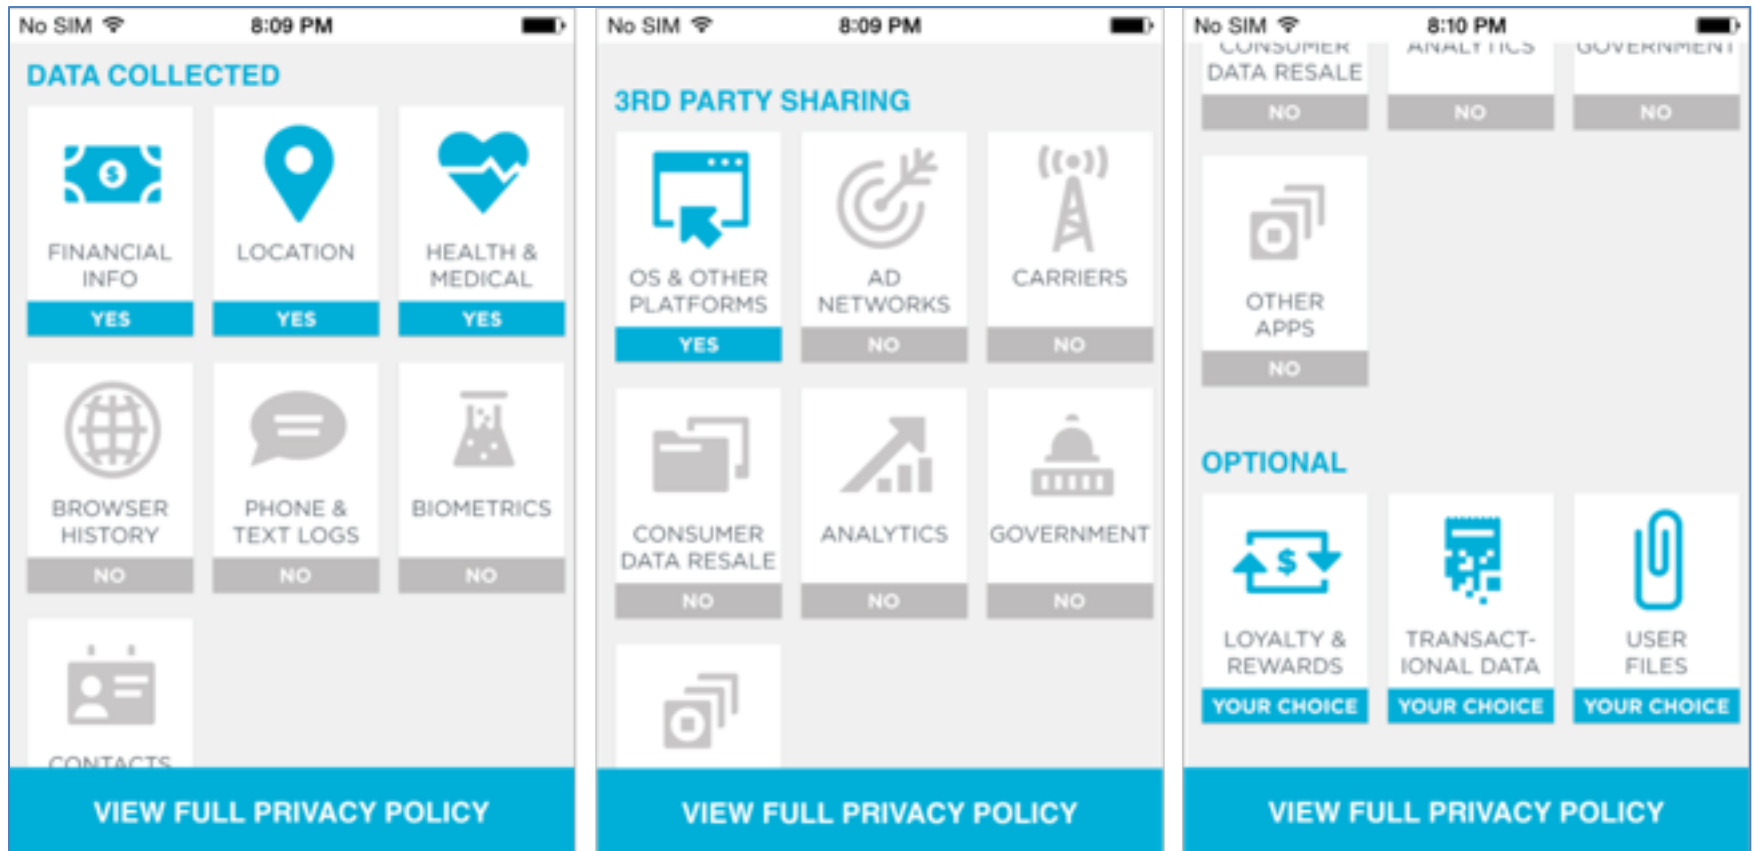 No SIM 8:09 PM
DATA COLLECTED
FINANCIAL
INFO
YES
LOCATION
YES
HEALTH &
MEDICAL
YES
BROWSER
HISTORY
NO
PHONE &
TEXT LOGS
NO
BIOMETRICS
NO
CONTACTS
VIEW FULL PRIVACY POLICY
No SIM 8:09 PM
3RD PARTY SHARING
OS & OTHER
PLATFORMS
YES
AD
NETWORKS
NO
CARRIERS
NO
CONSUMER
DATA RESALE
NO
ANALYTICS
NO
GOVERNMENT
NO
VIEW FULL PRIVACY POLICY
No SIM 8:10 PM
CONSUMER
DATA RESALE
NO
ANALYTICS
NO
GOVERNMENT
NO
OTHER
APPS
NO
OPTIONAL
LOYALTY &
REWARDS
YOUR CHOICE
TRANSACT-
IONAL DATA
YOUR CHOICE
USER
FILES
YOUR CHOICE
VIEW FULL PRIVACY POLICY